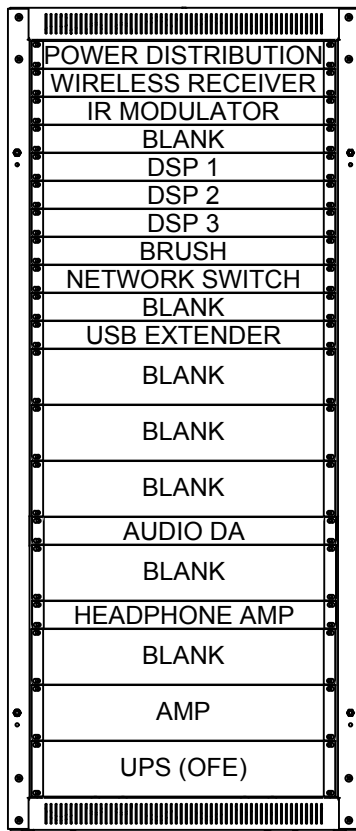 POWER DISTRIBUTION
WIRELESS RECEIVER
IR MODULATOR
BLANK
DSP 1
DSP 2
DSP 3
BRUSH
NETWORK SWITCH
BLANK
USB EXTENDER
BLANK
BLANK
BLANK
AUDIO DA
BLANK
HEADPHONE AMP
BLANK
AMP
UPS (OFE)